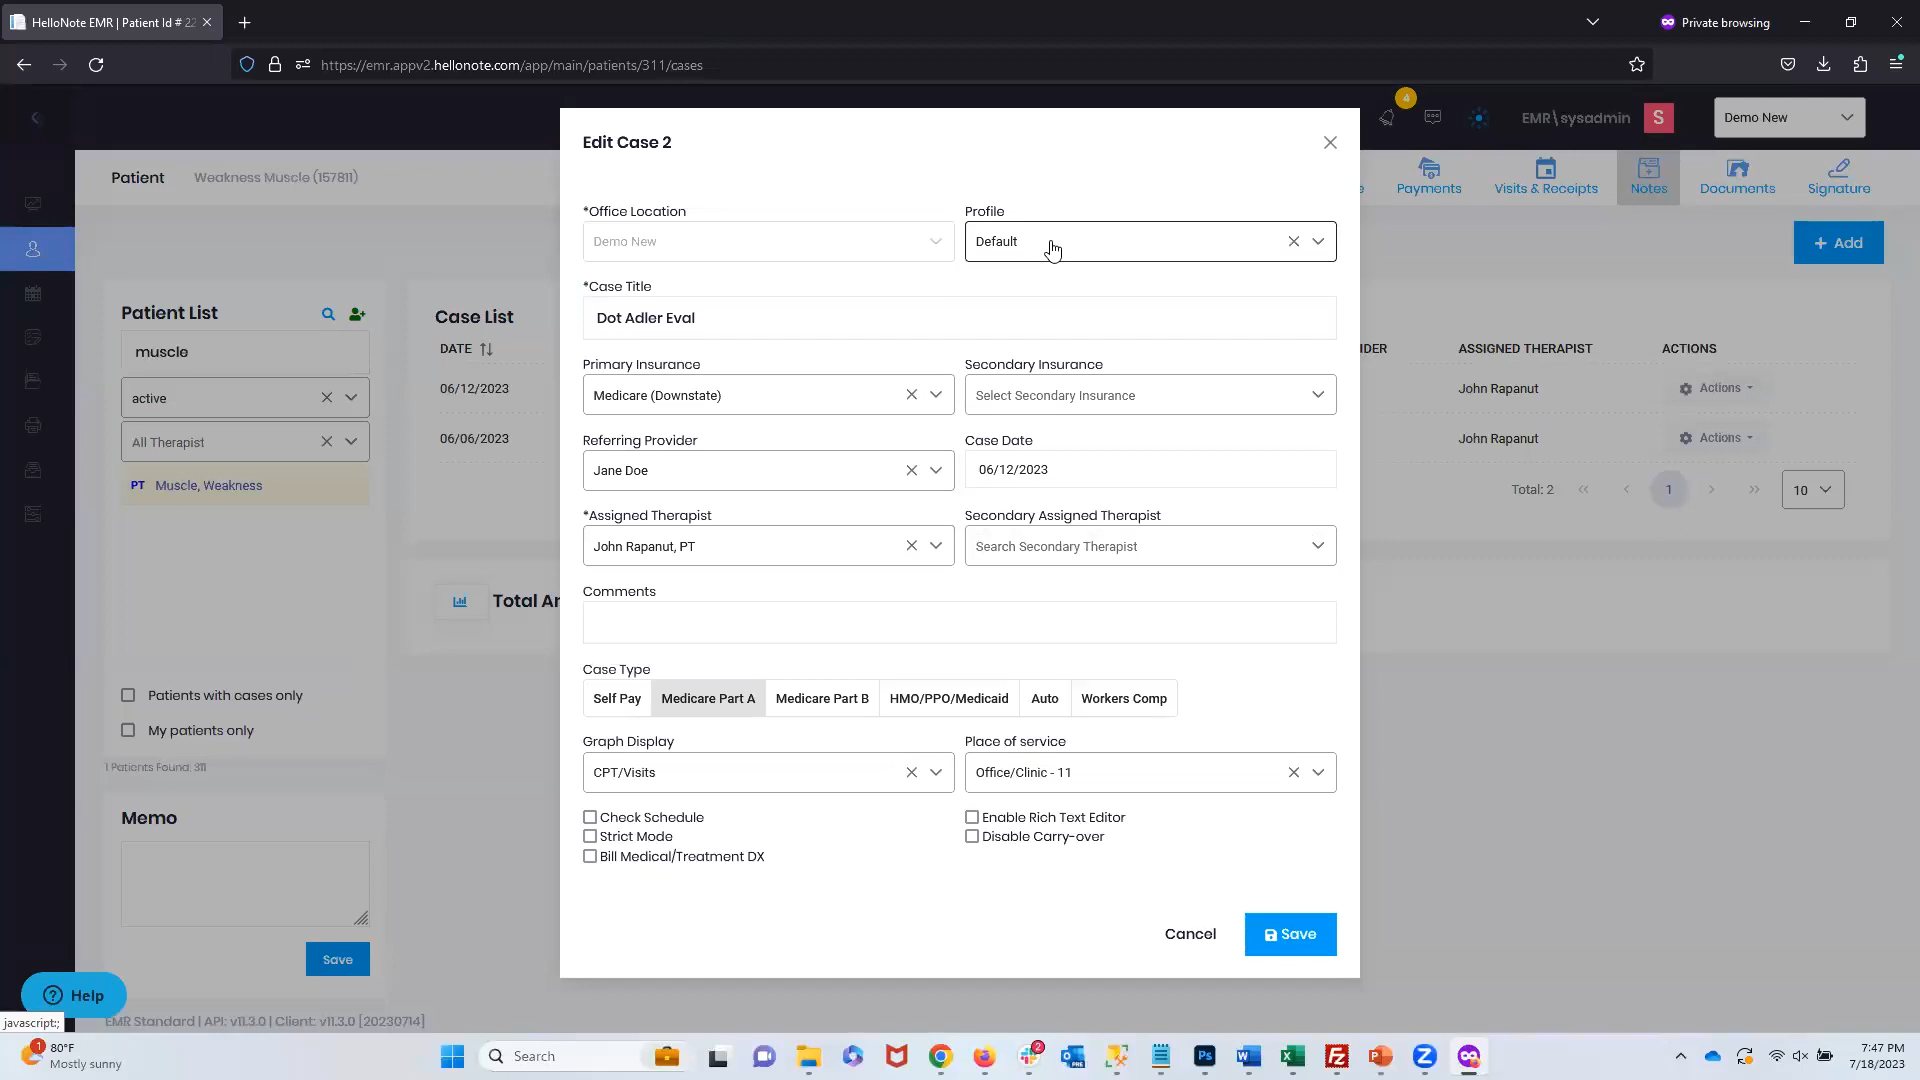 HelloNote EMR | Patient Id # 22
Private browsing
https://emr.appv2.hellonote.com/app/main/patients/311/cases
4
EMR\sysadmin
S
Demo New
Patient
Weakness Muscle (157811)
Payments
Visits & Receipts
Notes
Documents
Signature
+ Add
Edit Case 2
*Office Location
Demo New
Profile
Default
*Case Title
Dot Adler Eval
Primary Insurance
Medicare (Downstate)
Secondary Insurance
Select Secondary Insurance
Referring Provider
Jane Doe
Case Date
06/12/2023
*Assigned Therapist
John Rapanut, PT
Secondary Assigned Therapist
Search Secondary Therapist
Comments
Case Type
Self Pay
Medicare Part A
Medicare Part B
HMO/PPO/Medicaid
Auto
Workers Comp
Graph Display
CPT/Visits
Place of service
Office/Clinic - 11
Check Schedule
Strict Mode
Bill Medical/Treatment DX
Enable Rich Text Editor
Disable Carry-over
Cancel
Save
Patient List
muscle
active
All Therapist
PT Muscle, Weakness
Patients with cases only
My patients only
1 Patients Found: 311
Memo
Save
Case List
DATE
06/12/2023
06/06/2023
Total Ar
IDER
ASSIGNED THERAPIST
ACTIONS
John Rapanut
Actions
John Rapanut
Actions
Total: 2
1
10
Help
javascript:;
EMR Standard | API: v11.3.0 | Client: v11.3.0 [20230714]
1
80°F
Mostly sunny
Search
2
7:47 PM
7/18/2023